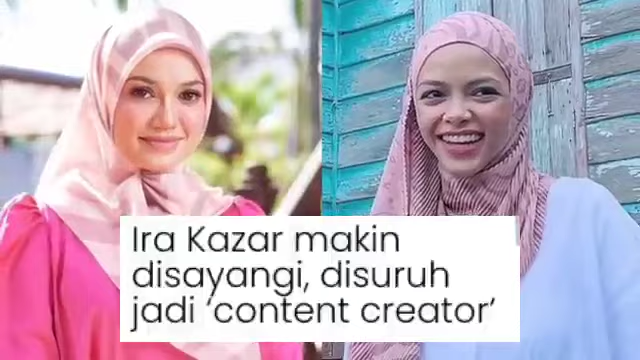 Ira Kazar makin
disayangi, disuruh
jadi 'content creator'